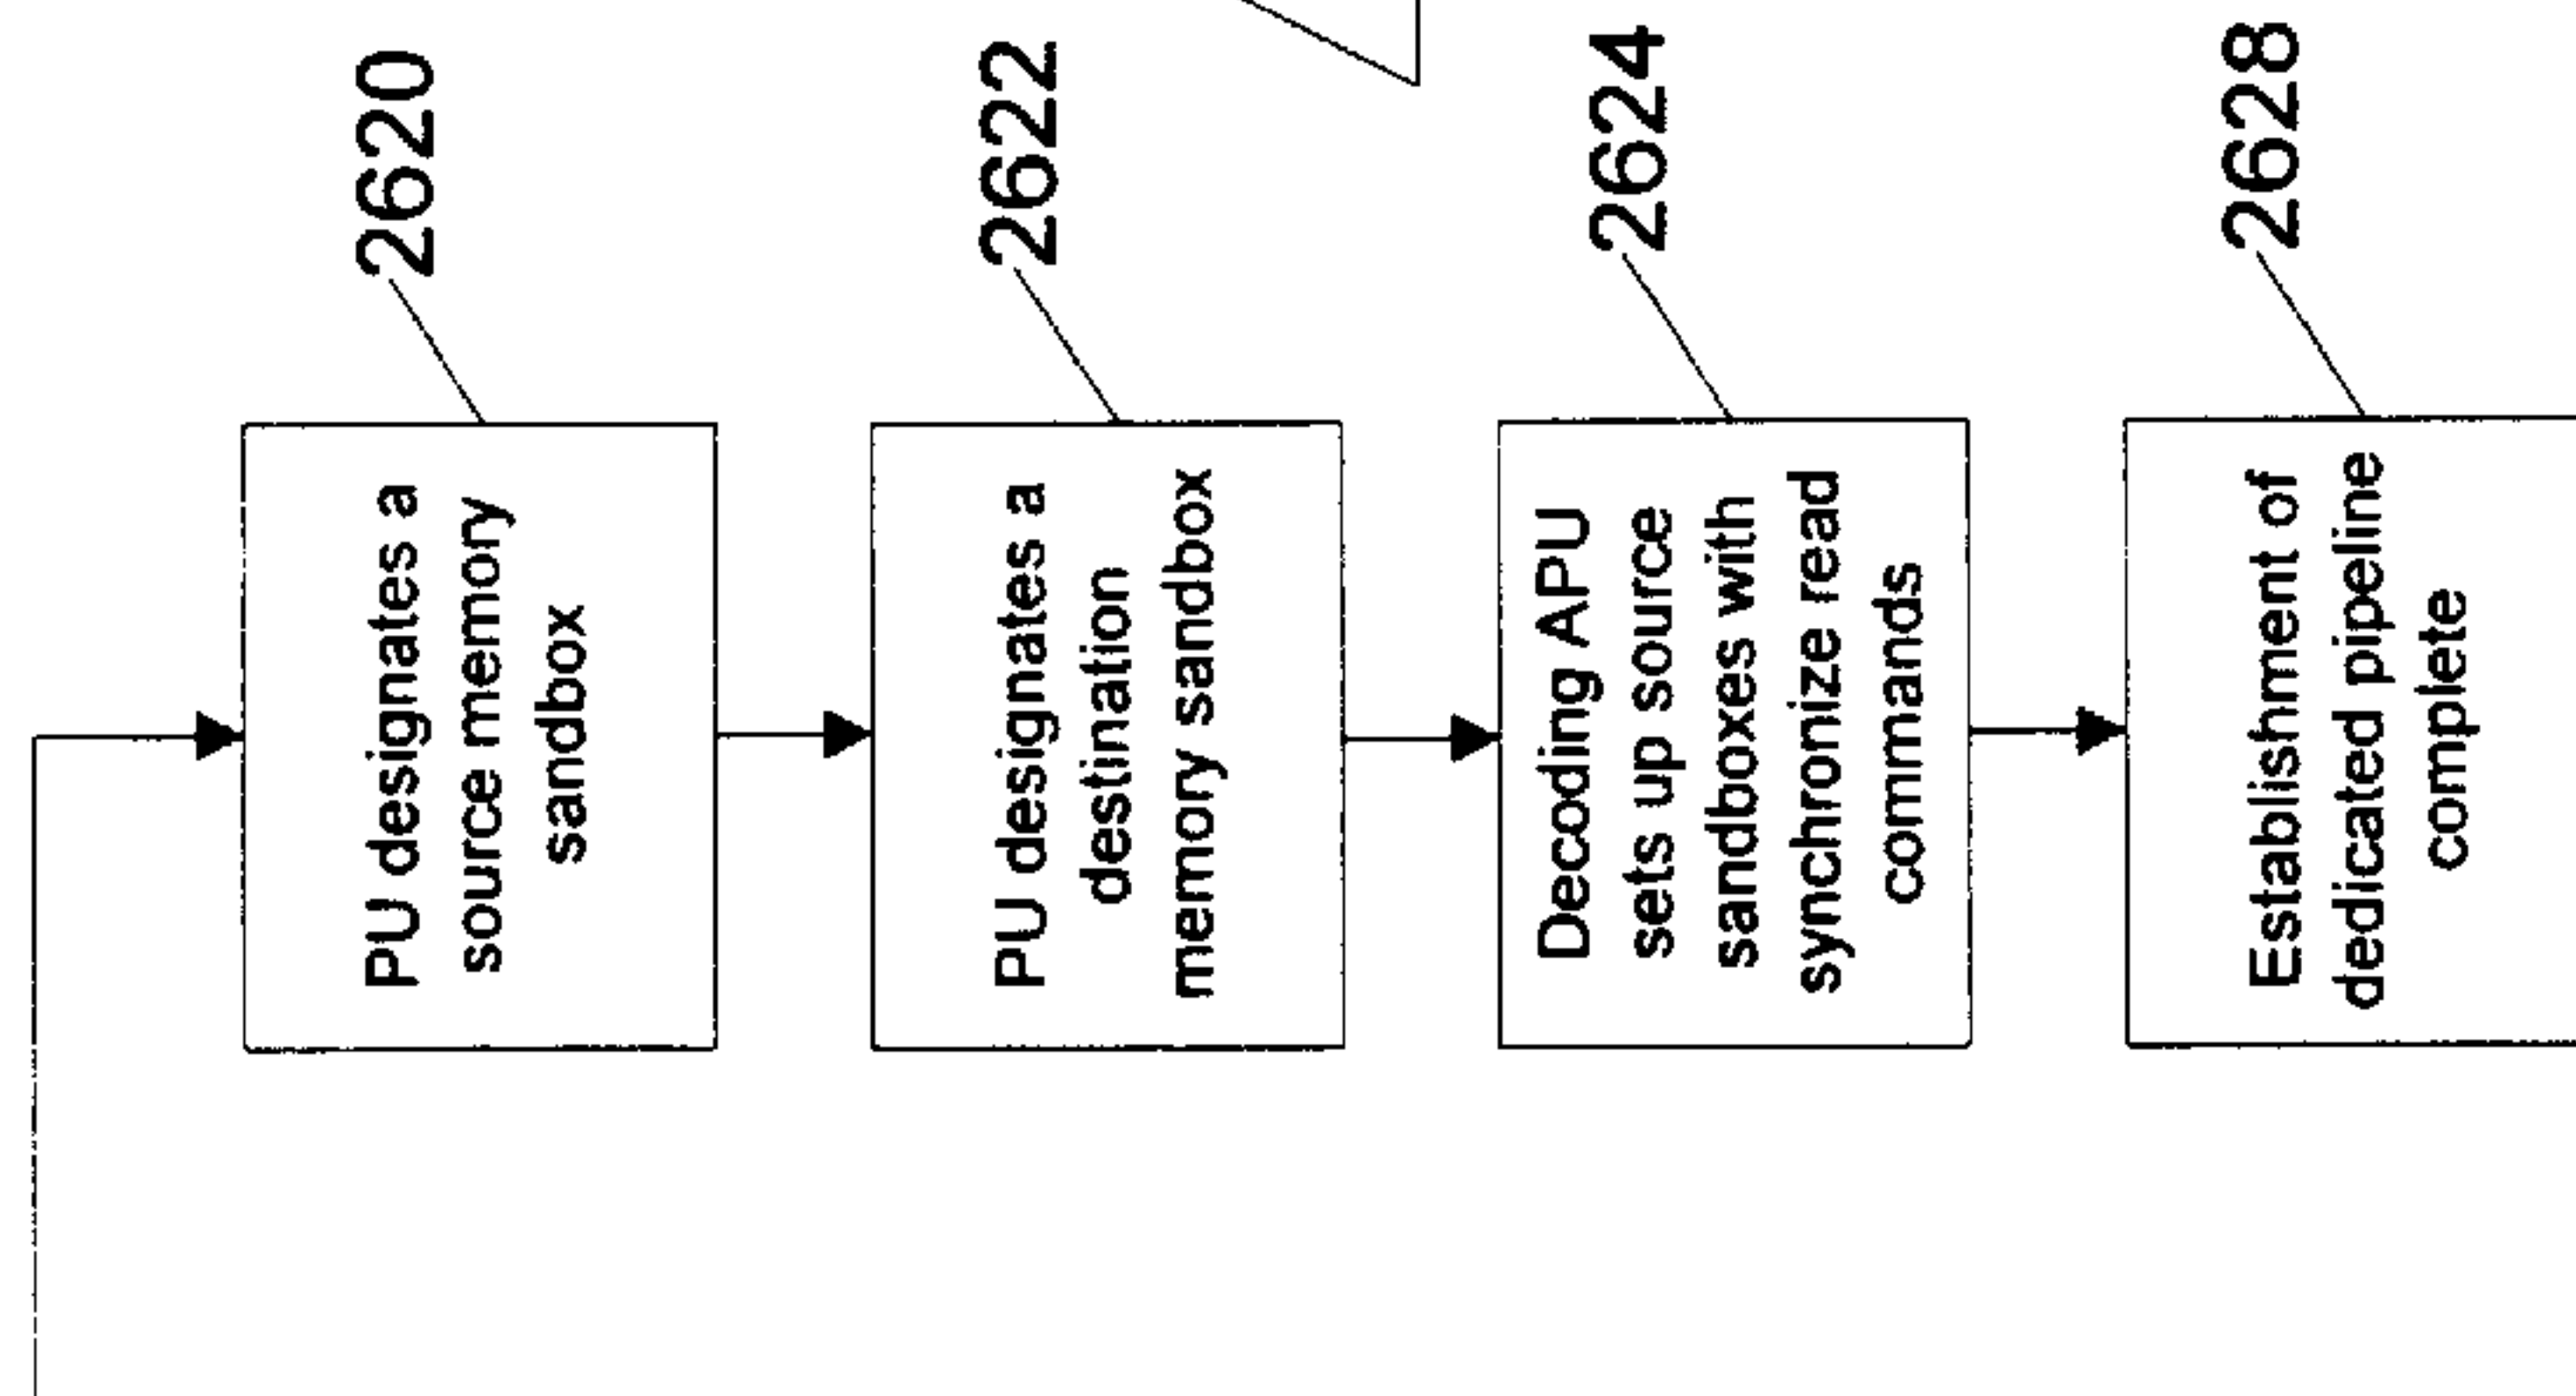 2620
PU designates a
source memory
sandbox
2622
PU designates a
destination
memory sandbox
2624
Decoding APU
sets up source
sandboxes with
synchronize read
commands
2628
Establishment of
dedicated pipeline
complete